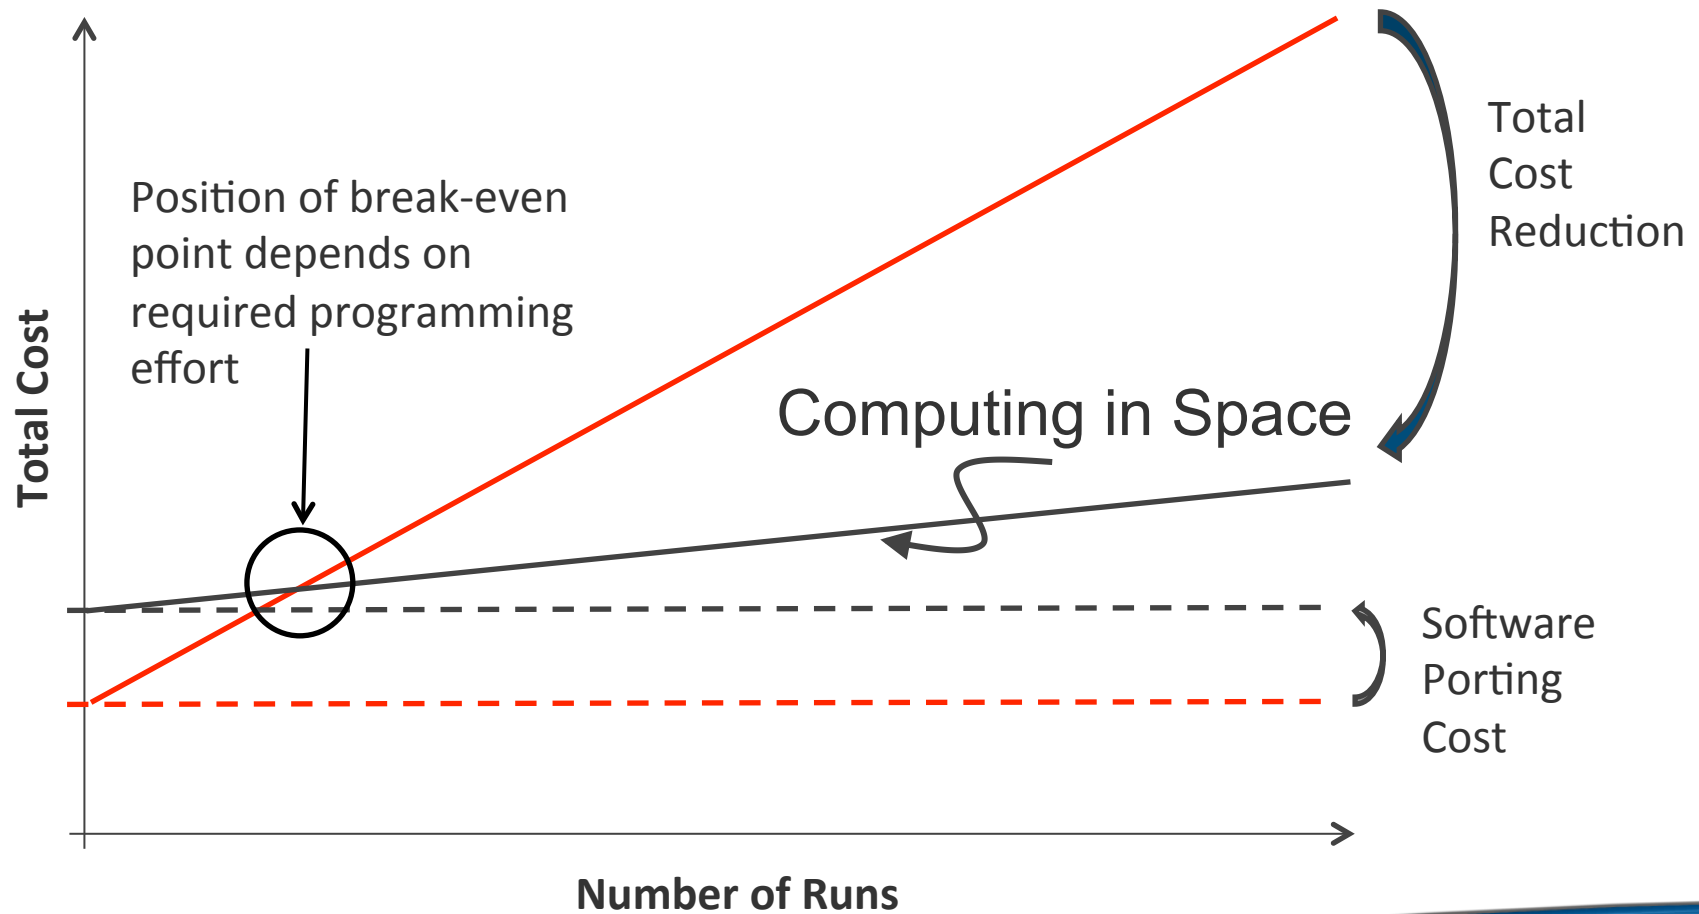 Total
Cost
Reduction
Position of break-even
point depends on
required programming
effort
Computing in Space
Total Cost
Software
Porting
Cost
Number of Runs